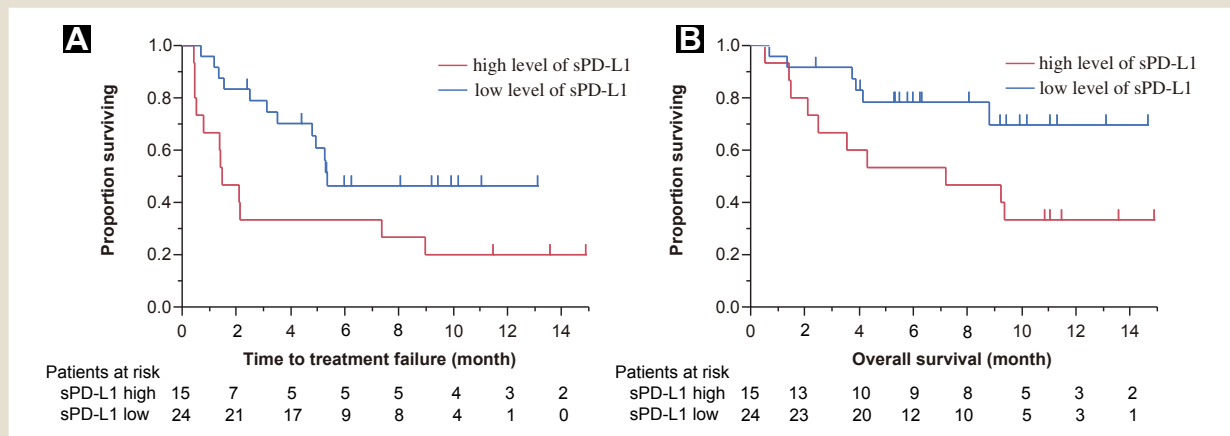 A
1.0
0.8
0.6
0.4
0.2
0.0
Proportion surviving
high level of sPD-L1
low level of sPD-L1
0 2 4 6 8 10 12 14
Time to treatment failure (month)
Patients at risk
sPD-L1 high 15 7 5 5 5 4 3 2
sPD-L1 low 24 21 17 9 8 4 1 0
B
1.0
0.8
0.6
0.4
0.2
0.0
Proportion surviving
high level of sPD-L1
low level of sPD-L1
0 2 4 6 8 10 12 14
Overall survival (month)
Patients at risk
sPD-L1 high 15 13 10 9 8 5 3 2
sPD-L1 low 24 23 20 12 10 5 3 1